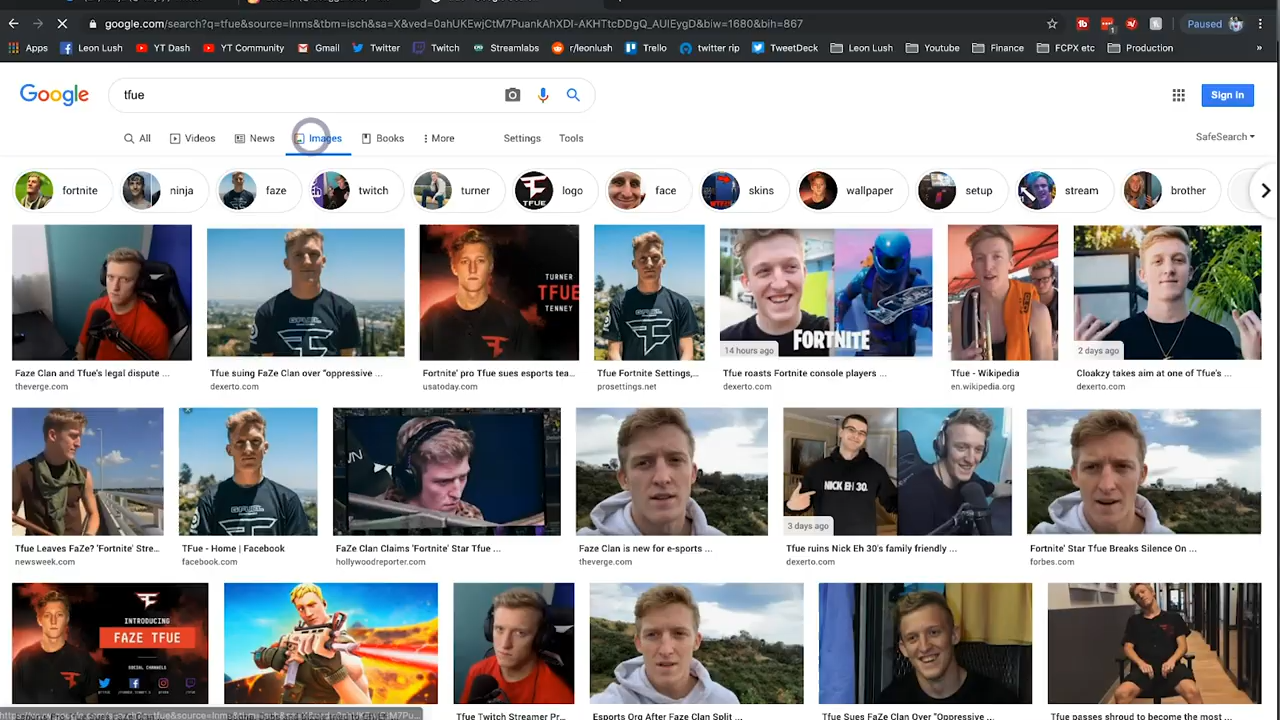 google.com/search?q=tfue&source=lnms&tbm=isch&sa=X&ved=0ahUKEwjCtM7PuankAhXDI-AKHTtcDDgQ_AUIEygD&biw=1680&bih=867
Paused
Apps Leon Lush YT Dash YT Community Gmail Twitter Twitch Streamlabs r/leonlush Trello twitter rip TweetDeck Leon Lush Youtube Finance FCPX etc Production »
Google tfue Sign in
All Videos News Images Books More Settings Tools SafeSearch
fortnite ninja faze twitch turner logo face skins wallpaper setup stream brother
TFUE
GFUEL
TURNER
TFUE
TENNEY
GFUEL
FORTNITE
14 hours ago
2 days ago
Faze Clan and Tfue's legal dispute ...
theverge.com
Tfue suing FaZe Clan over “oppressive ...
dexerto.com
Fortnite' pro Tfue sues esports tea...
usatoday.com
Tfue Fortnite Settings,...
prosettings.net
Tfue roasts Fortnite console players ...
dexerto.com
Tfue - Wikipedia
en.wikipedia.org
Cloakzy takes aim at one of Tfue's ...
dexerto.com
GFUEL
NICK EH 30.
3 days ago
Tfue Leaves FaZe? 'Fortnite' Stre...
newsweek.com
TFue - Home | Facebook
facebook.com
FaZe Clan Claims 'Fortnite' Star Tfue ...
hollywoodreporter.com
Faze Clan is new for e-sports ...
theverge.com
Tfue ruins Nick Eh 30's family friendly ...
dexerto.com
Fortnite' Star Tfue Breaks Silence On ...
forbes.com
INTRODUCING
FAZE TFUE
SOCIAL CHANNELS
Tfue Twitch Streamer Pr...
Esports Org After Faze Clan Split ...
Tfue Sues FaZe Clan Over "Oppressive ...
Tfue passes shroud to become the most ...